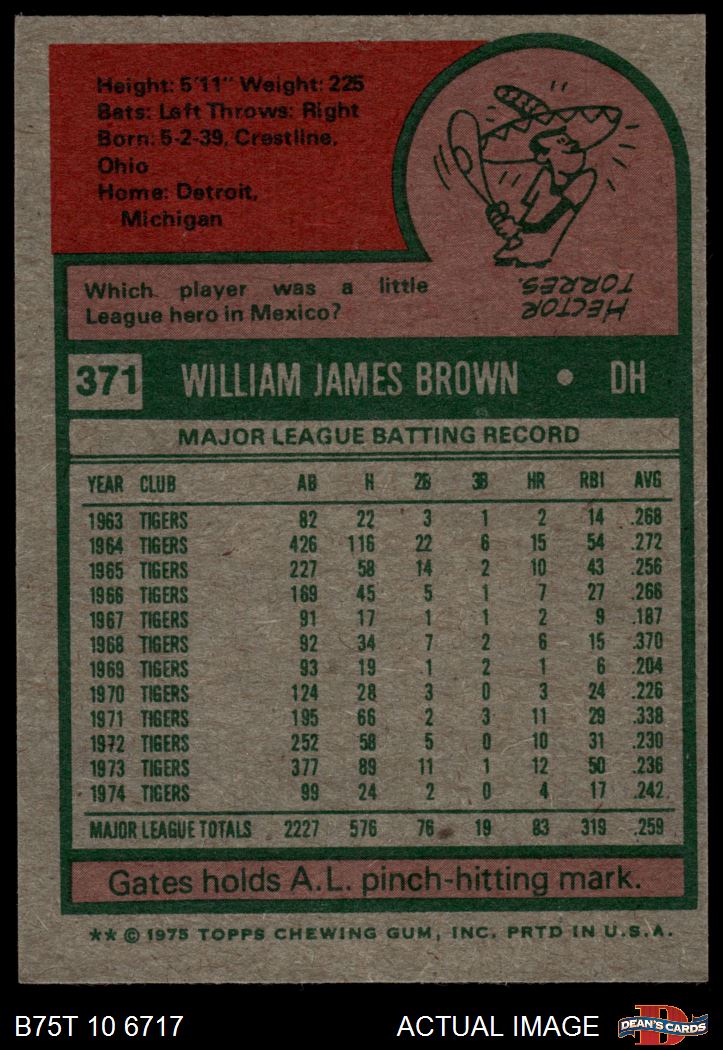 Height: 5'11" Weight: 225
Bats: Left Throws: Right
Born: 5-2-39, Crestline,
Ohio
Home: Detroit,
Michigan
Which player was a little
League hero in Mexico?
HECTOR
TORRES.
371 WILLIAM JAMES BROWN • DH
MAJOR LEAGUE BATTING RECORD
YEAR CLUB AB H 2B 3B HR RBI AVG
1963 TIGERS 82 22 3 1 2 14 .268
1964 TIGERS 426 116 22 6 15 54 .272
1965 TIGERS 227 58 14 2 10 43 .256
1966 TIGERS 169 45 5 1 7 27 .266
1967 TIGERS 91 17 1 1 2 9 .187
1968 TIGERS 92 34 7 2 6 15 .370
1969 TIGERS 93 19 1 2 1 6 .204
1970 TIGERS 124 28 3 0 3 24 .226
1971 TIGERS 195 66 2 3 11 29 .338
1972 TIGERS 252 58 5 0 10 31 .230
1973 TIGERS 377 89 11 1 12 50 .236
1974 TIGERS 99 24 2 0 4 17 .242
MAJOR LEAGUE TOTALS 2227 576 76 19 83 319 .259
Gates holds A.L. pinch-hitting mark.
** © 1975 TOPPS CHEWING GUM, INC. PRTD IN U.S.A.
B75T 10 6717 ACTUAL IMAGE D DEAN'S CARDS